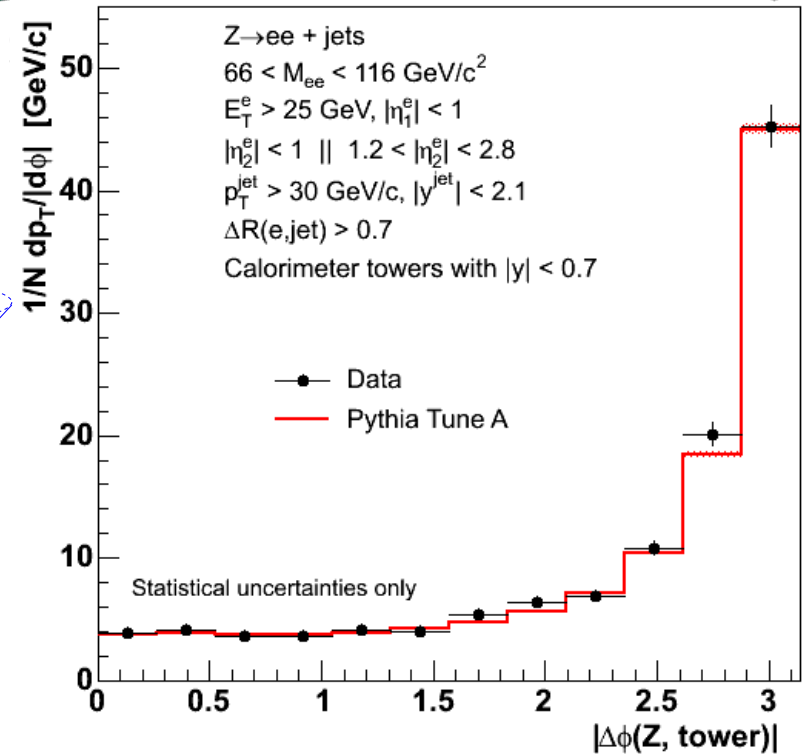 Z→ee + jets
66 < M_ee < 116 GeV/c²
E_T^e > 25 GeV, |η_1^e| < 1
|η_2^e| < 1 || 1.2 < |η_2^e| < 2.8
p_T^jet > 30 GeV/c, |y^jet| < 2.1
ΔR(e,jet) > 0.7
Calorimeter towers with |y| < 0.7
Data
Pythia Tune A
Statistical uncertainties only
1/N dp_T/|dϕ| [GeV/c]
50
40
30
20
10
0
0 0.5 1 1.5 2 2.5 3
|Δϕ(Z, tower)|